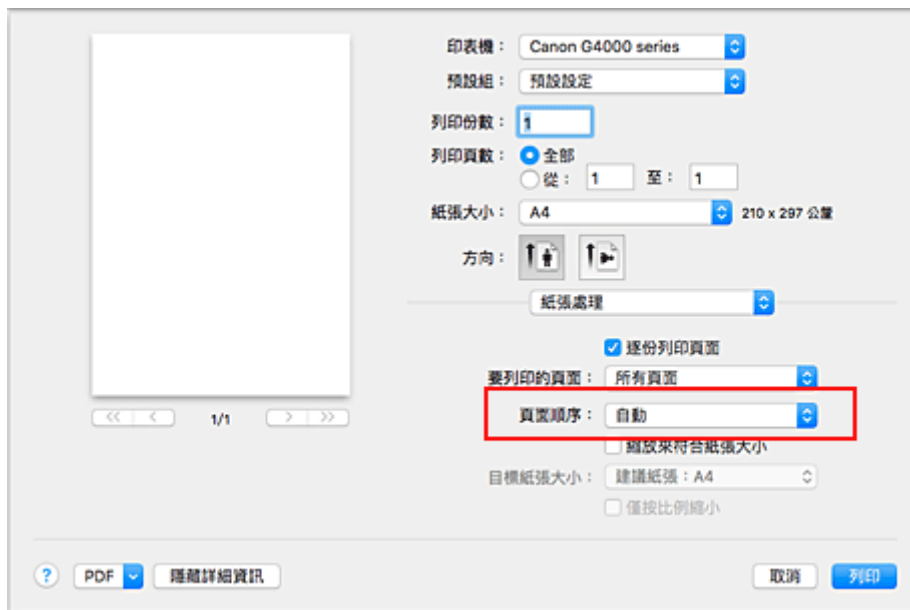 印表機： Canon G4000 series
預設組： 預設設定
列印份數： 1
列印頁數： 全部
從： 1 至： 1
紙張大小： A4 210 x 297 公釐
方向：
紙張處理
逐份列印頁面
要列印的頁面： 所有頁面
頁面順序： 自動
縮放來符合紙張大小
目標紙張大小： 建議紙張：A4
僅按比例縮小
<< < 1/1 > >>
? PDF 隱藏詳細資訊 取消 列印